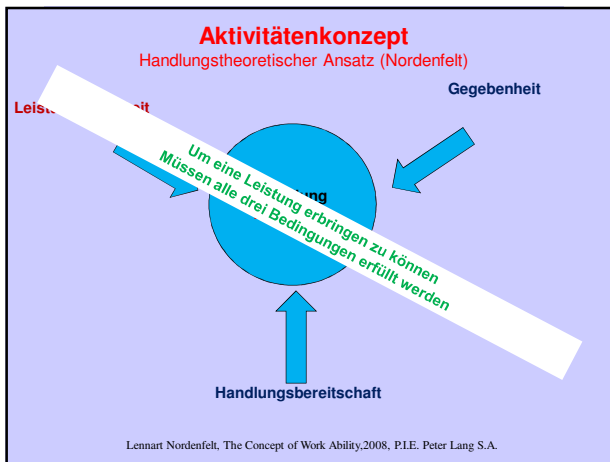 Aktivitätenkonzept
Handlungstheoretischer Ansatz (Nordenfelt)
Gegebenheit
Um eine Leistung erbringen zu können
Müssen alle drei Bedingungen erfüllt werden
Handlungsbereitschaft
Lennart Nordenfelt, The Concept of Work Ability,2008, P.I.E. Peter Lang S.A.